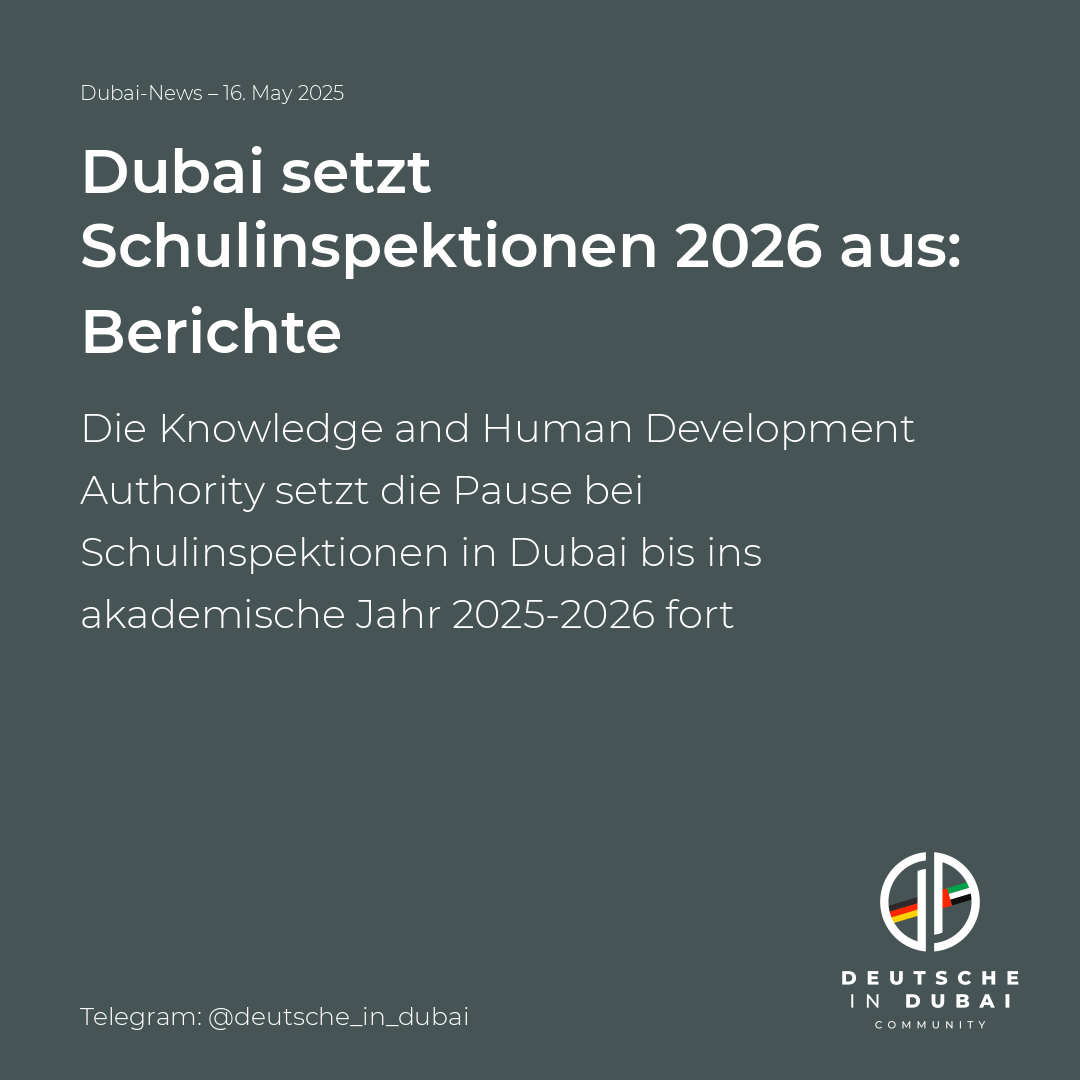 Dubai-News – 16. May 2025
Dubai setzt
Schulinspektionen 2026 aus:
Berichte
Die Knowledge and Human Development
Authority setzt die Pause bei
Schulinspektionen in Dubai bis ins
akademische Jahr 2025-2026 fort
DEUTSCHE
IN DUBAI
COMMUNITY
Telegram: @deutsche_in_dubai